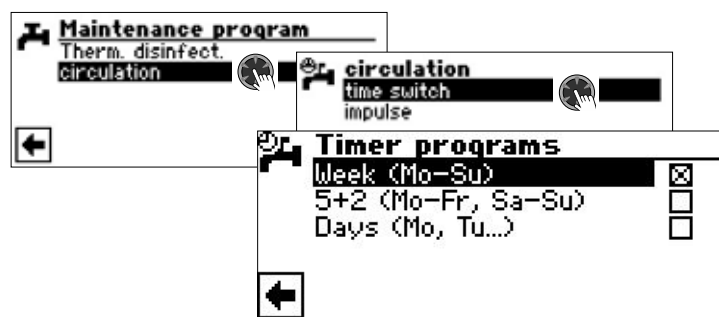 Maintenance program
Therm. disinfect.
circulation
circulation
time switch
impulse
Timer programs
Week (Mo-Su)
5+2 (Mo-Fr, Sa-Su)
Days (Mo, Tu...)